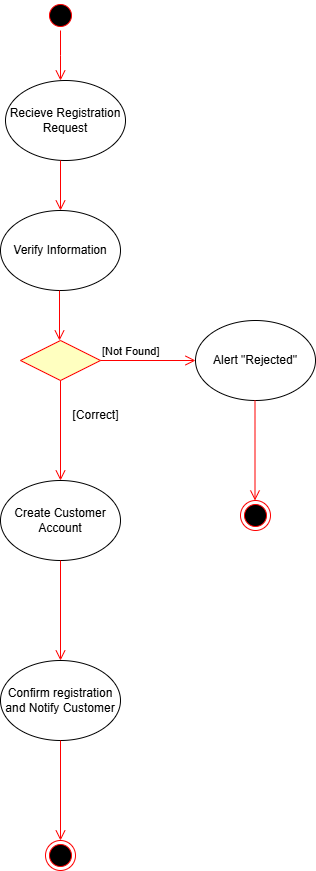 Recieve Registration
Request
Verify Information
[Not Found]
Alert "Rejected"
[Correct]
Create Customer
Account
Confirm registration
and Notify Customer